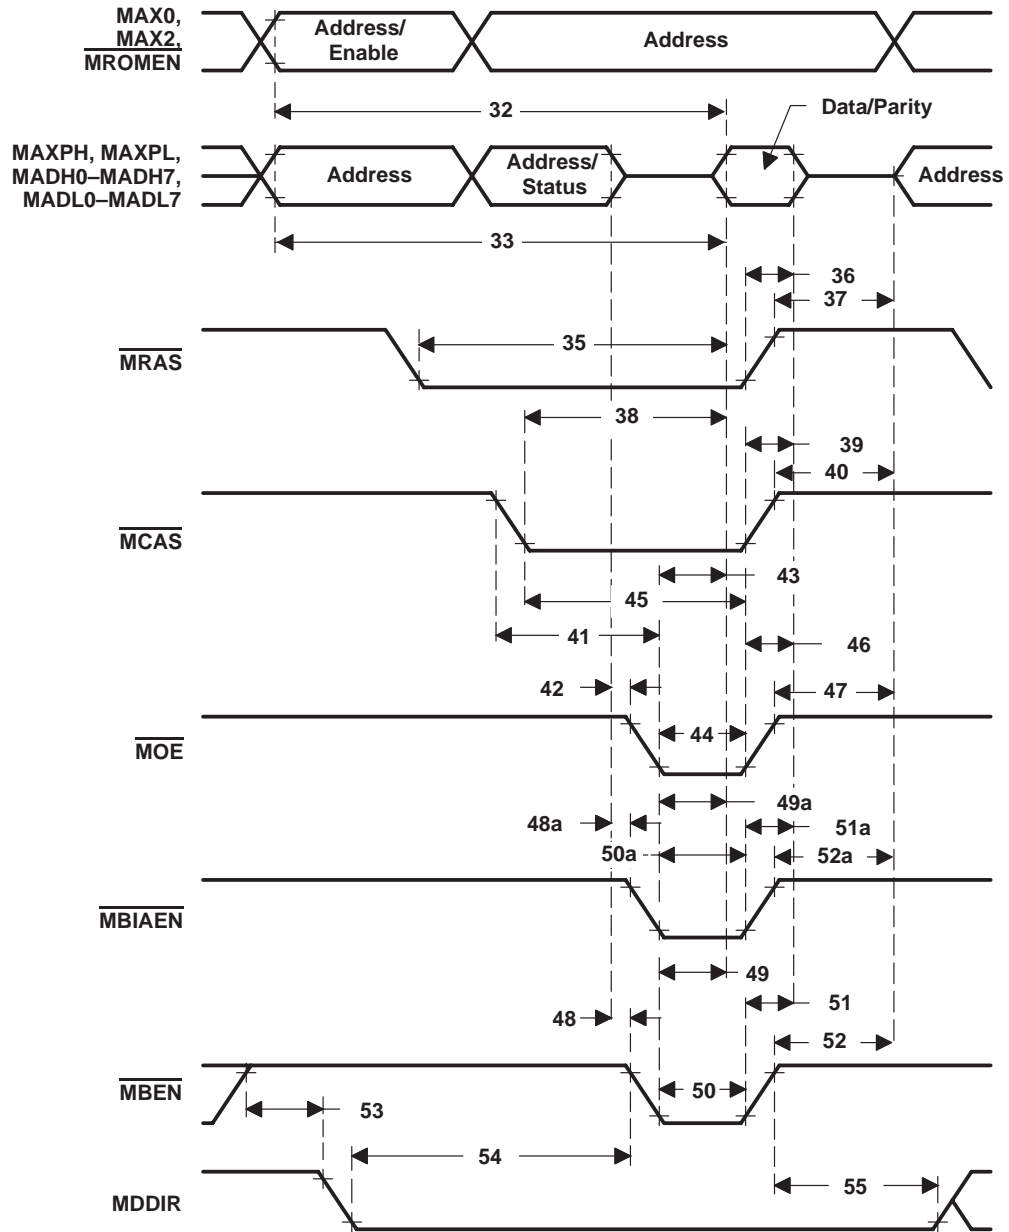 MAX0,
MAX2,
MROMEN
Address/
Enable
Address
32
Data/Parity
MAXPH, MAXPL,
MADH0–MADH7,
MADL0–MADL7
Address
Address/
Status
Address
33
36
37
MRAS
35
38
39
40
MCAS
43
45
41
46
42
47
MOE
44
49a
48a
51a
50a
52a
MBIAEN
49
51
48
52
MBEN
50
53
54
55
MDDIR